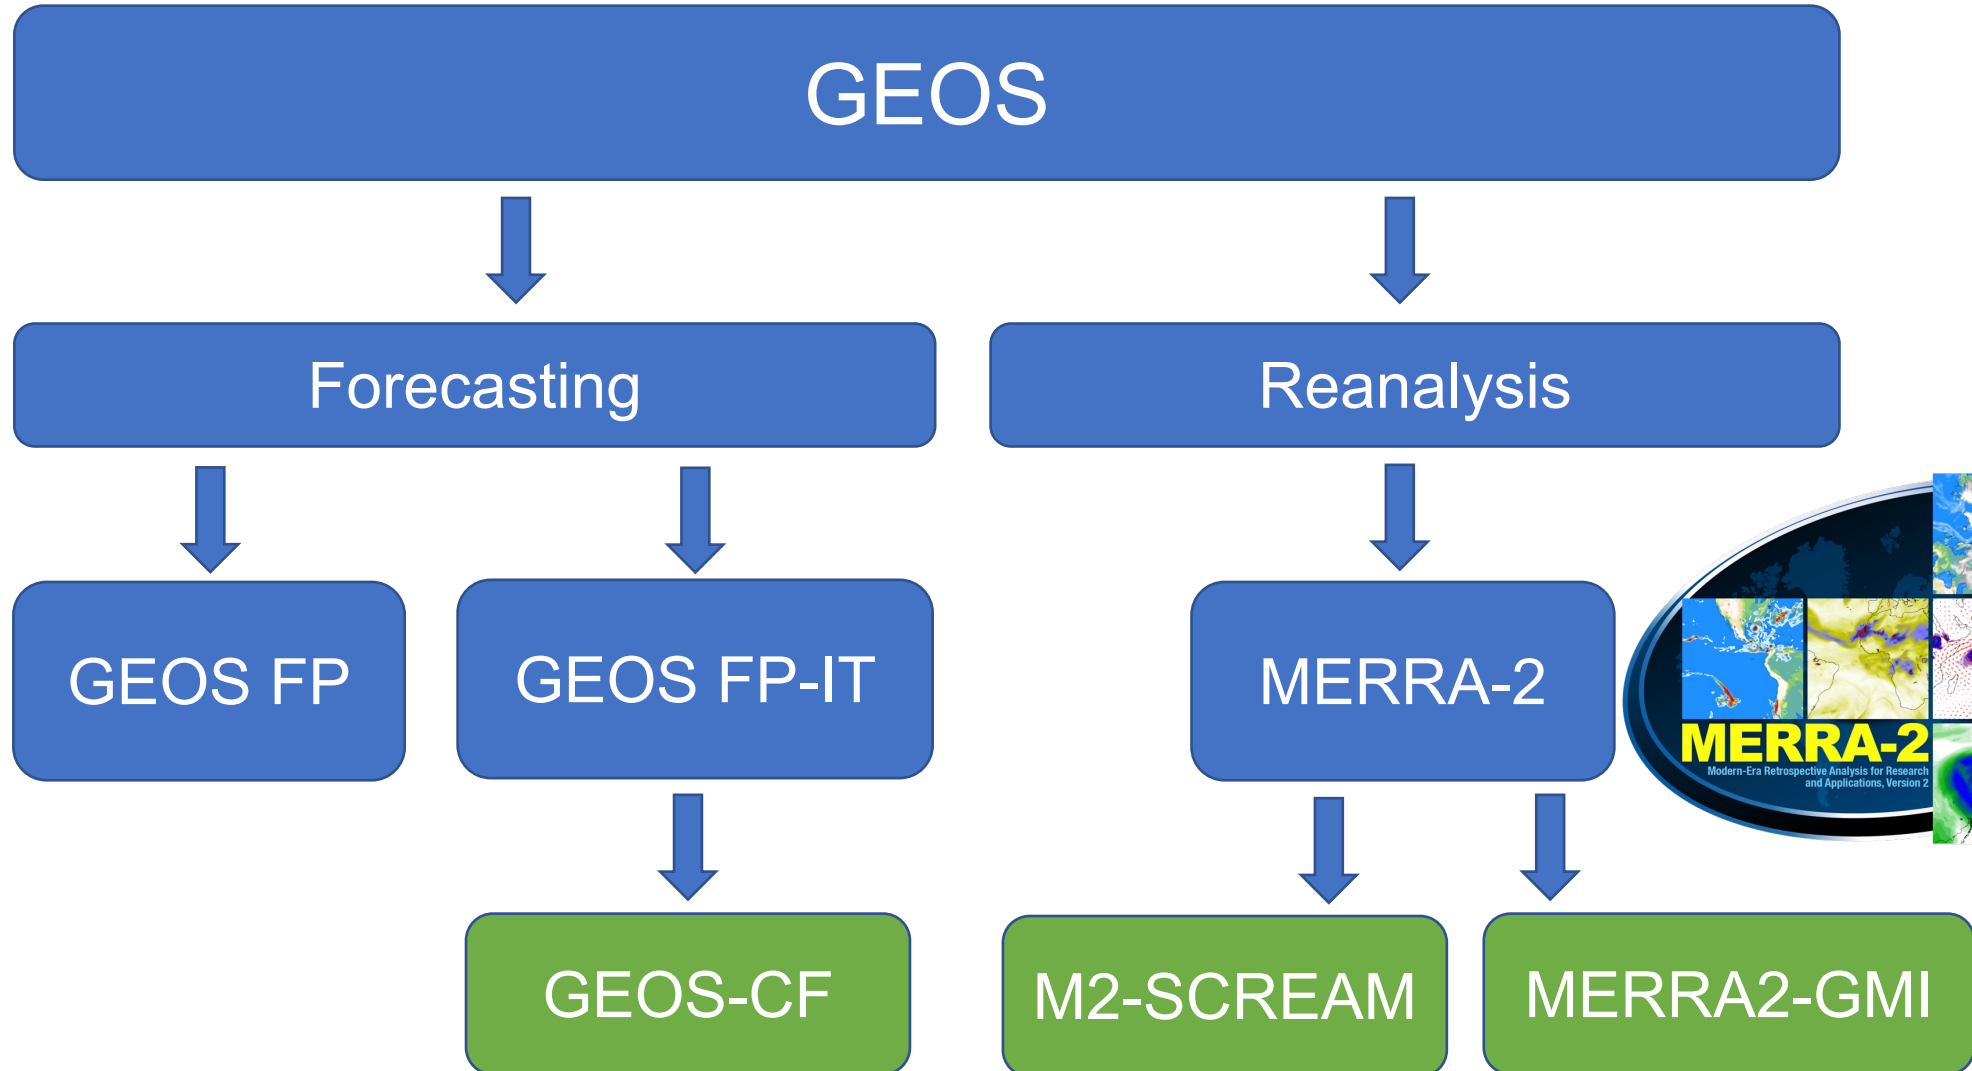 GEOS
Forecasting
Reanalysis
GEOS FP
GEOS FP-IT
MERRA-2
MERRA-2
Modern-Era Retrospective Analysis for Research
and Applications, Version 2
GEOS-CF
M2-SCREAM
MERRA2-GMI